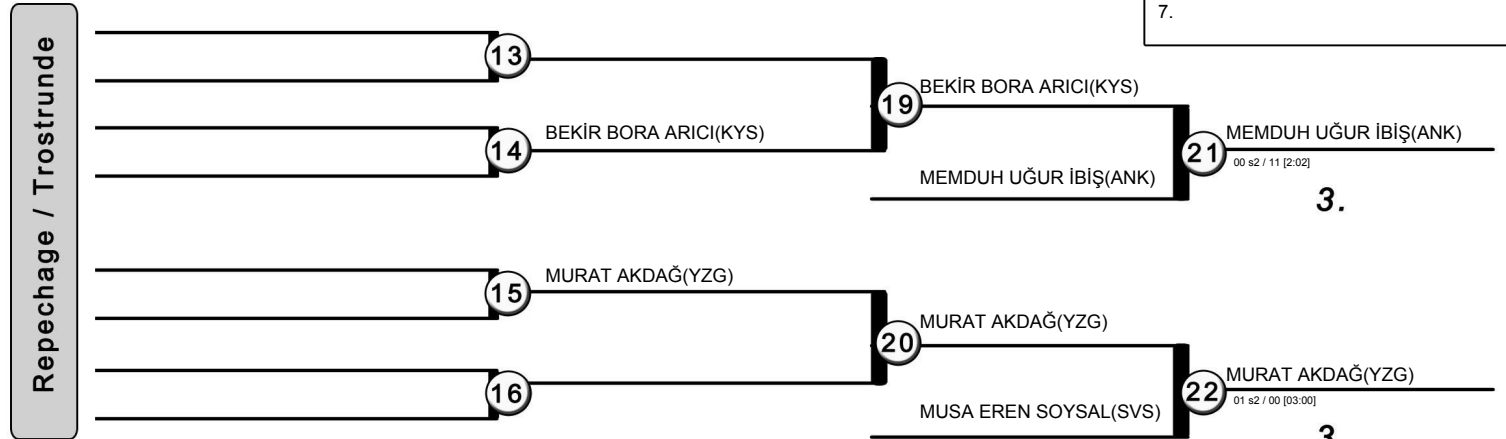 7.
Repechage / Trostrunde
13
19
BEKİR BORA ARICI(KYS)
14
BEKİR BORA ARICI(KYS)
21
MEMDUH UĞUR İBİŞ(ANK)
00 s2 / 11 [2:02]
MEMDUH UĞUR İBİŞ(ANK)
3.
15
MURAT AKDAĞ(YZG)
20
MURAT AKDAĞ(YZG)
16
22
MURAT AKDAĞ(YZG)
01 s2 / 00 [03:00]
MUSA EREN SOYSAL(SVS)
3